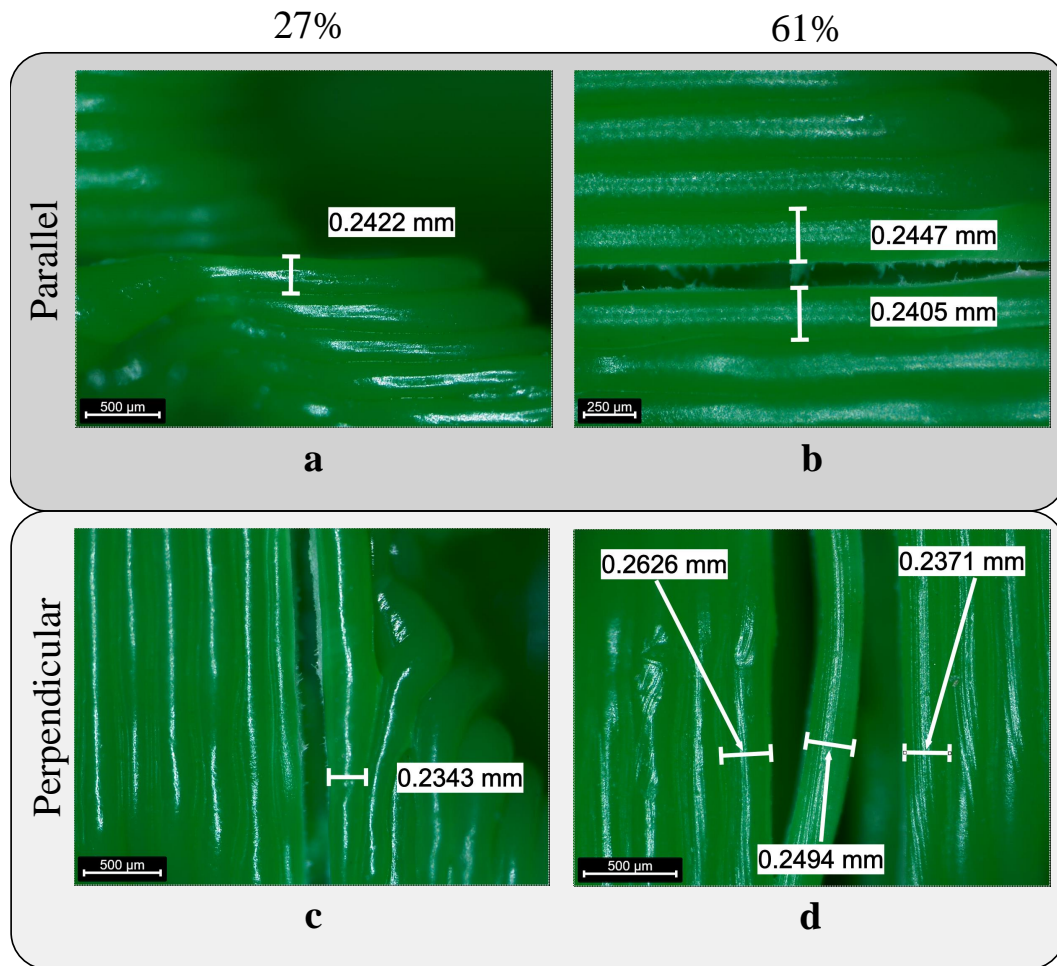 27%
61%
Parallel
0.2422 mm
500 µm
a
0.2447 mm
0.2405 mm
250 µm
b
Perpendicular
0.2343 mm
500 µm
c
0.2626 mm
0.2371 mm
0.2494 mm
500 µm
d